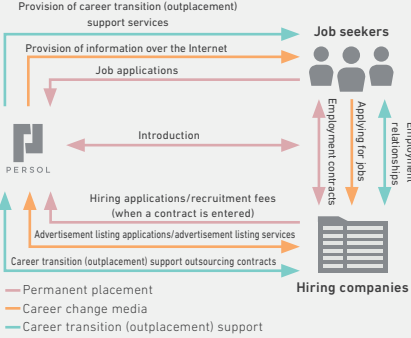 Provision of career transition (outplacement)
support services
Job seekers
Provision of information over the Internet
Job applications
Introduction
Employment contracts
Applying for jobs
Employment
relationships
PERSOL
Hiring applications/recruitment fees
(when a contract is entered)
Advertisement listing applications/advertisement listing services
Career transition (outplacement) support outsourcing contracts
Hiring companies
Permanent placement
Career change media
Career transition (outplacement) support